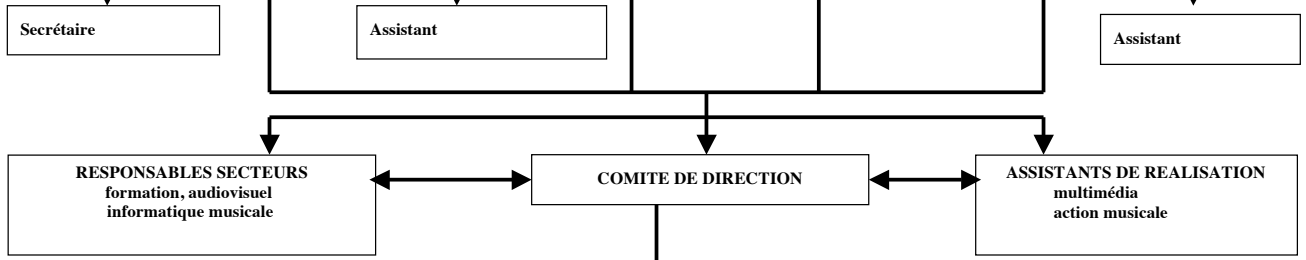 Secrétaire
Assistant
Assistant
RESPONSABLES SECTEURS
formation, audiovisuel
informatique musicale
COMITE DE DIRECTION
ASSISTANTS DE REALISATION
multimédia
action musicale